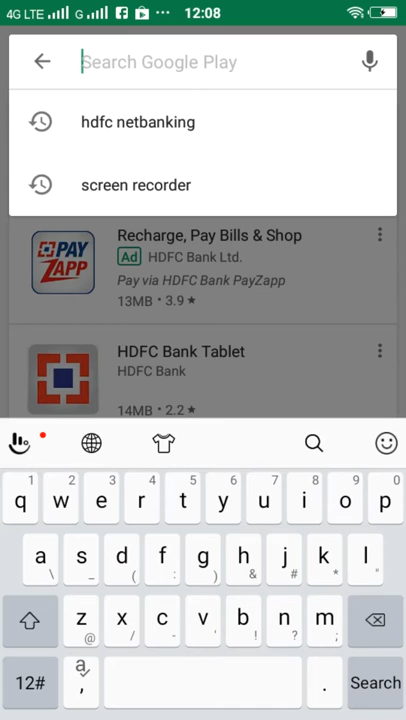 4G LTE G 12:08
Search Google Play
hdfc netbanking
screen recorder
PAY
ZAPP
Recharge, Pay Bills & Shop
Ad HDFC Bank Ltd.
Pay via HDFC Bank PayZapp
13MB • 3.9 ★
HDFC Bank Tablet
HDFC Bank
14MB • 2.2 ★
1 2 3 4 5 6 7 8 9 0
q w e r t y u i o p
a s d f g h j k l
\ _ ( : ) & # * "
z x c v b n m
@ / - ' ! ? ;
12# a , . Search